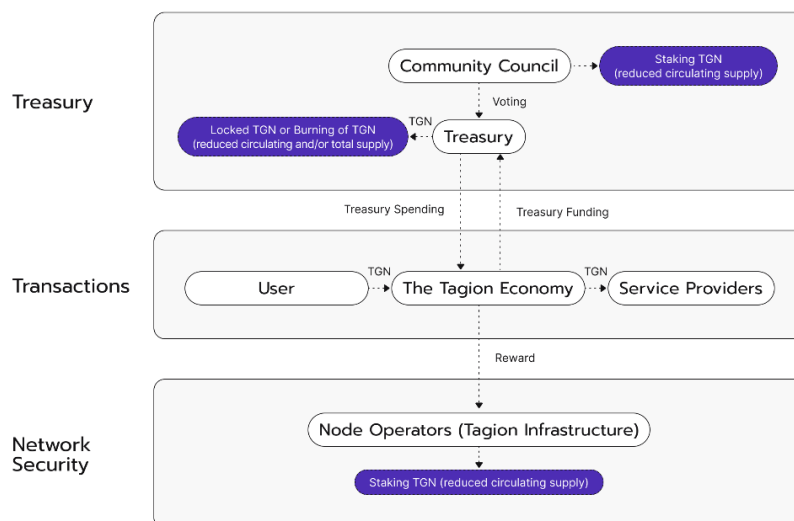 Community Council
Staking TGN
(reduced circulating supply)
Treasury
Voting
Locked TGN or Burning of TGN
(reduced circulating and/or total supply)
TGN
Treasury
Treasury Spending
Treasury Funding
Transactions
User
TGN
The Tagion Economy
TGN
Service Providers
Reward
Network
Security
Node Operators (Tagion Infrastructure)
Staking TGN (reduced circulating supply)